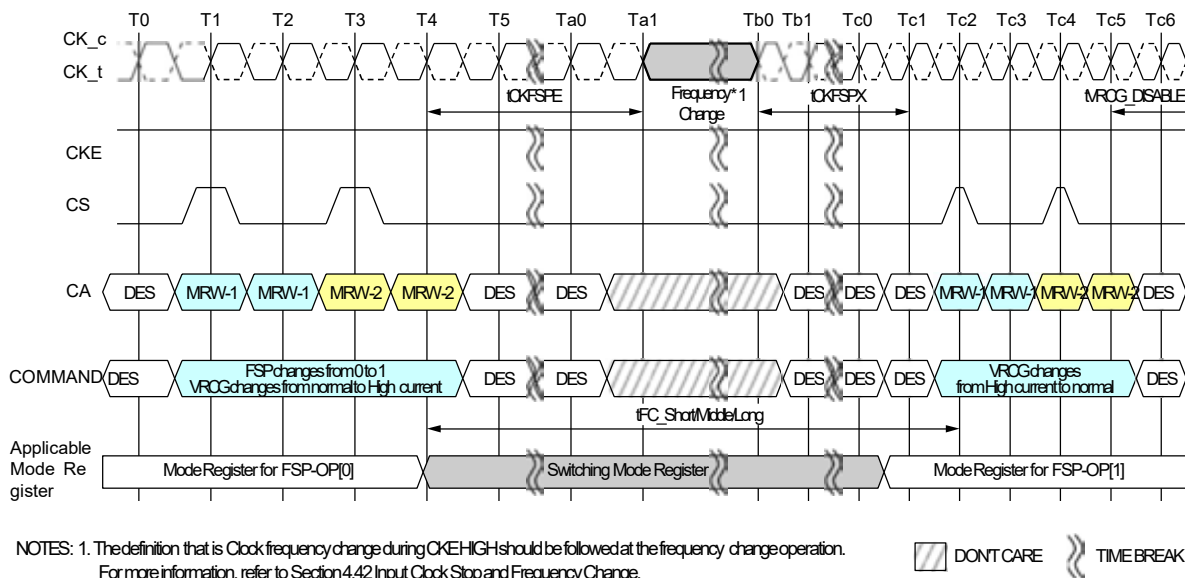 T0 T1 T2 T3 T4 T5 Ta0 Ta1 Tb0 Tb1 Tc0 Tc1 Tc2 Tc3 Tc4 Tc5 Tc6
CK_c
CK_t
tCKFSPE Frequency* 1 tCKFSPX tVRCG_DISABLE
Change
CKE
CS
CA DES MRW-1 MRW-1 MRW-2 MRW-2 DES DES DES DES DES MRW-1 MRW-1 MRW-2 MRW-2 DES
COMMAND DES FSP changes from 0 to 1 DES DES DES DES DES VRCG changes DES
VRCG changes from normal to High current from High current to normal
tFC_Short/Middle/Long
Applicable
Mode Re
gister
Mode Register for FSP-OP[0] Switching Mode Register Mode Register for FSP-OP[1]
NOTES: 1. The definition that is Clock frequency change during CKE HIGH should be followed at the frequency change operation.
For more information, refer to Section 4.42 Input Clock Stop and Frequency Change.
DON'T CARE TIME BREAK